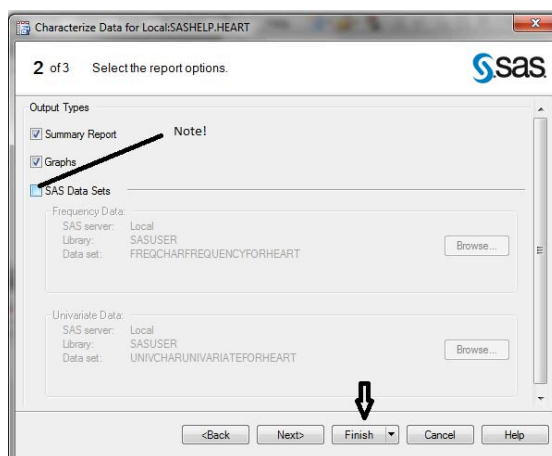 Characterize Data for Local:SASHELP.HEART
2 of 3 Select the report options.
sas.
Output Types
Summary Report
Note!
Graphs
SAS Data Sets
Frequency Data:
SAS server: Local
Library: SASUSER
Data set: FREQCHARFREQUENCYFORHEART
Browse...
Univariate Data:
SAS server: Local
Library: SASUSER
Data set: UNIVCHARUNIVARIATEFORHEART
Browse...
<Back Next> Finish Cancel Help